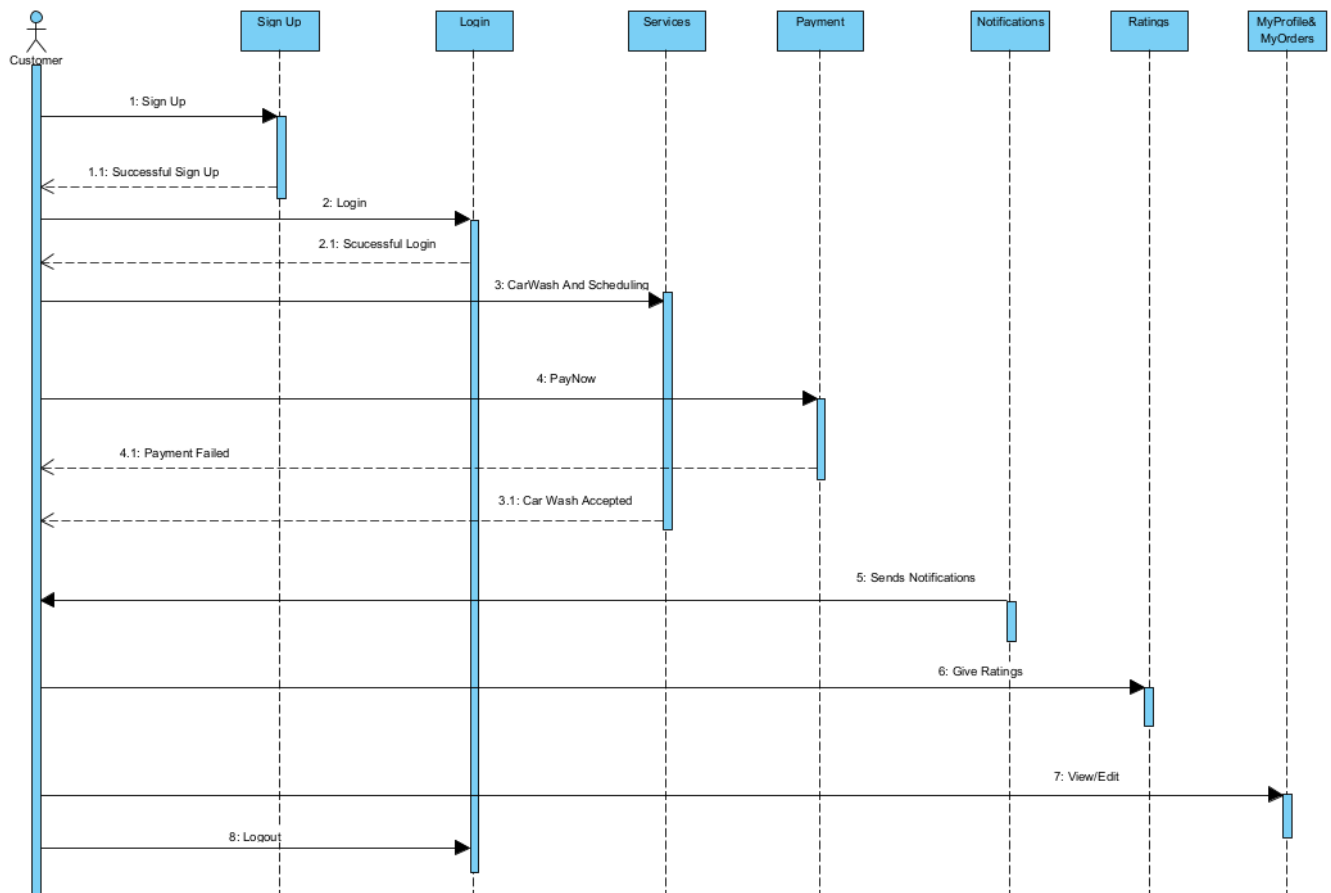 Sign Up
Login
Services
Payment
Notifications
Ratings
MyProfile&
MyOrders
Customer
1: Sign Up
1.1: Successful Sign Up
2: Login
2.1: Scucessful Login
3: CarWash And Scheduling
4: PayNow
4.1: Payment Failed
3.1: Car Wash Accepted
5: Sends Notifications
6: Give Ratings
7: View/Edit
8: Logout